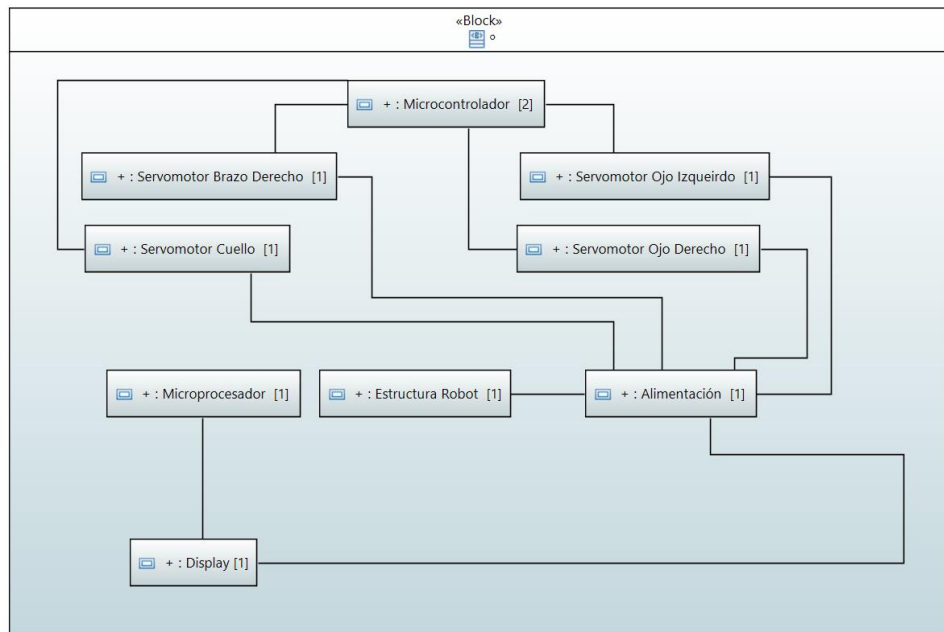 «Block»
+ : Microcontrolador [2]
+ : Servomotor Brazo Derecho [1]
+ : Servomotor Ojo Izqueirdo [1]
+ : Servomotor Cuello [1]
+ : Servomotor Ojo Derecho [1]
+ : Microprocesador [1]
+ : Estructura Robot [1]
+ : Alimentación [1]
+ : Display [1]